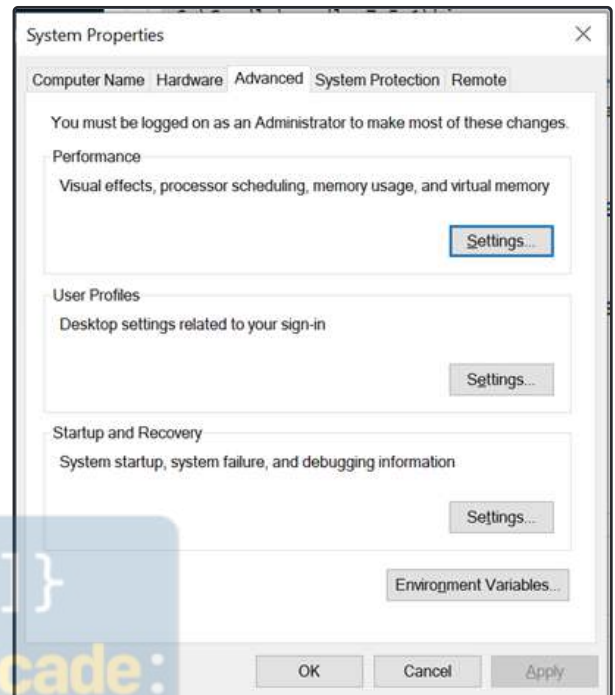 System Properties
Computer Name Hardware Advanced System Protection Remote
You must be logged on as an Administrator to make most of these changes.
Performance
Visual effects, processor scheduling, memory usage, and virtual memory
Settings...
User Profiles
Desktop settings related to your sign-in
Settings...
Startup and Recovery
System startup, system failure, and debugging information
Settings...
]}
Environment Variables...
cade:
OK Cancel Apply